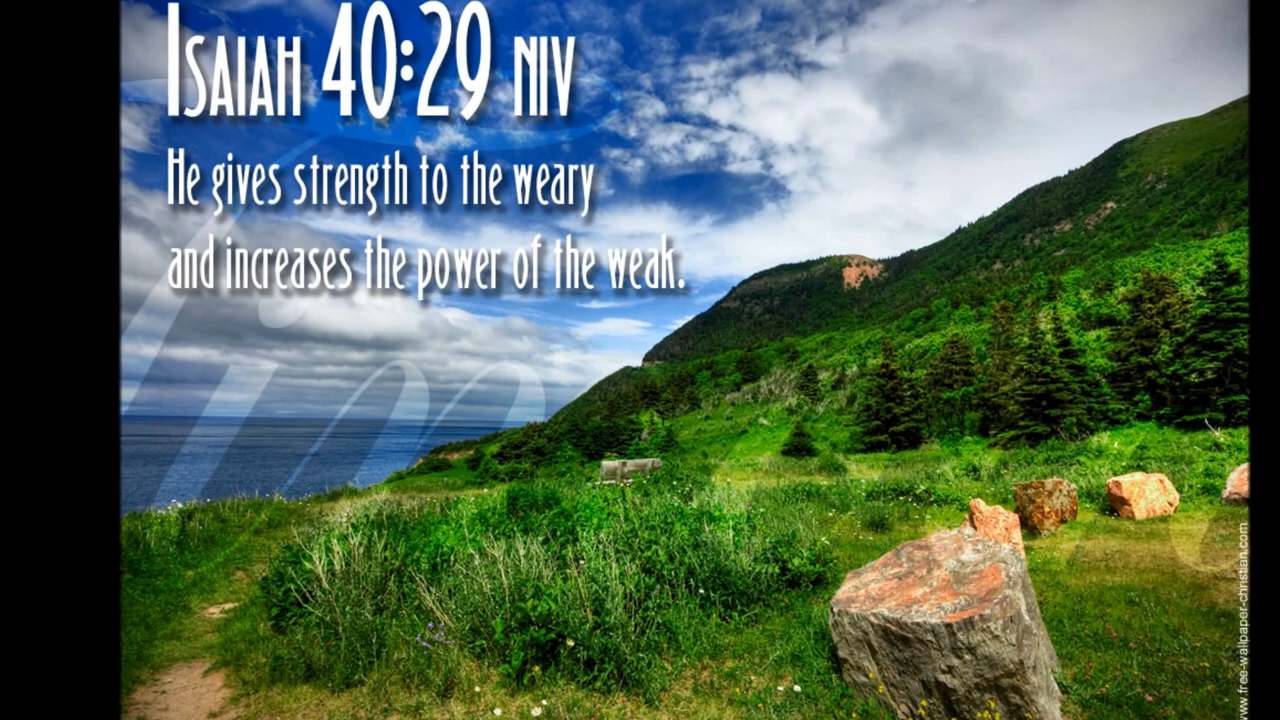 Isaiah 40:29 NIV
He gives strength to the weary
and increases the power of the weak.
www.free-wallpaper-christian.com